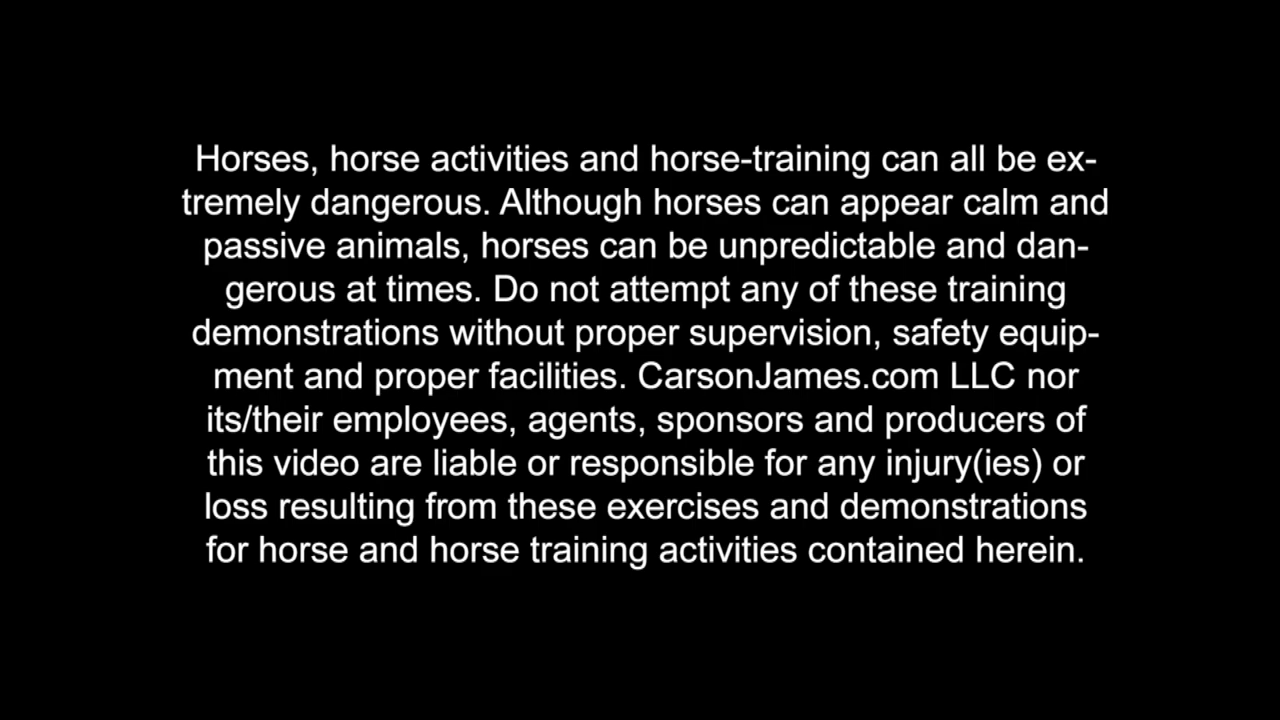 Horses, horse activities and horse-training can all be ex-
tremely dangerous. Although horses can appear calm and
passive animals, horses can be unpredictable and dan-
gerous at times. Do not attempt any of these training
demonstrations without proper supervision, safety equip-
ment and proper facilities. CarsonJames.com LLC nor
its/their employees, agents, sponsors and producers of
this video are liable or responsible for any injury(ies) or
loss resulting from these exercises and demonstrations
for horse and horse training activities contained herein.